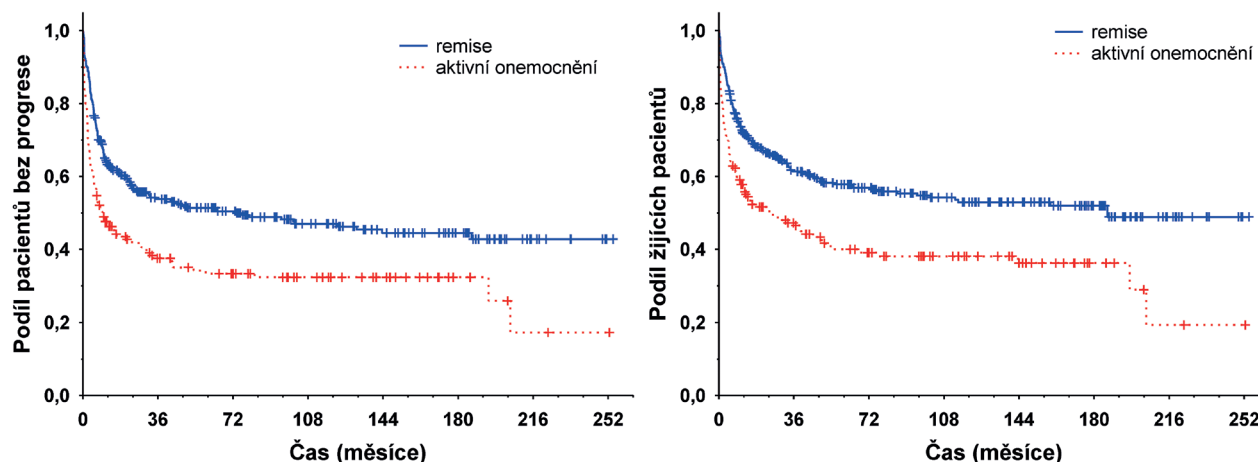 Podíl pacientů bez progrese
1,0
0,8
0,6
0,4
0,2
0,0
remise
aktivní onemocnění
0 36 72 108 144 180 216 252
Čas (měsíce)
Podíl žijících pacientů
1,0
0,8
0,6
0,4
0,2
0,0
remise
aktivní onemocnění
0 36 72 108 144 180 216 252
Čas (měsíce)